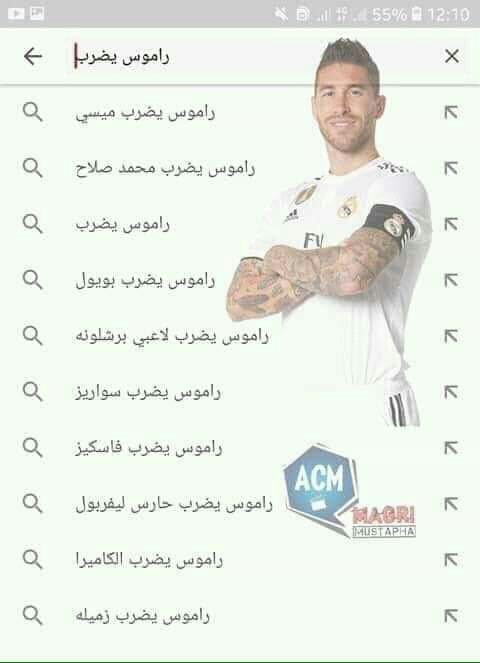 55% 12:10
راموس يضرب
راموس يضرب ميسي
راموس يضرب محمد صلاح
راموس يضرب
راموس يضرب بويول
راموس يضرب لاعبي برشلونه
راموس يضرب سواريز
راموس يضرب فاسكيز
راموس يضرب حارس ليفربول
راموس يضرب الكاميرا
راموس يضرب زميله
adidas
Fly
ACM
MAGRI
MUSTAPHA